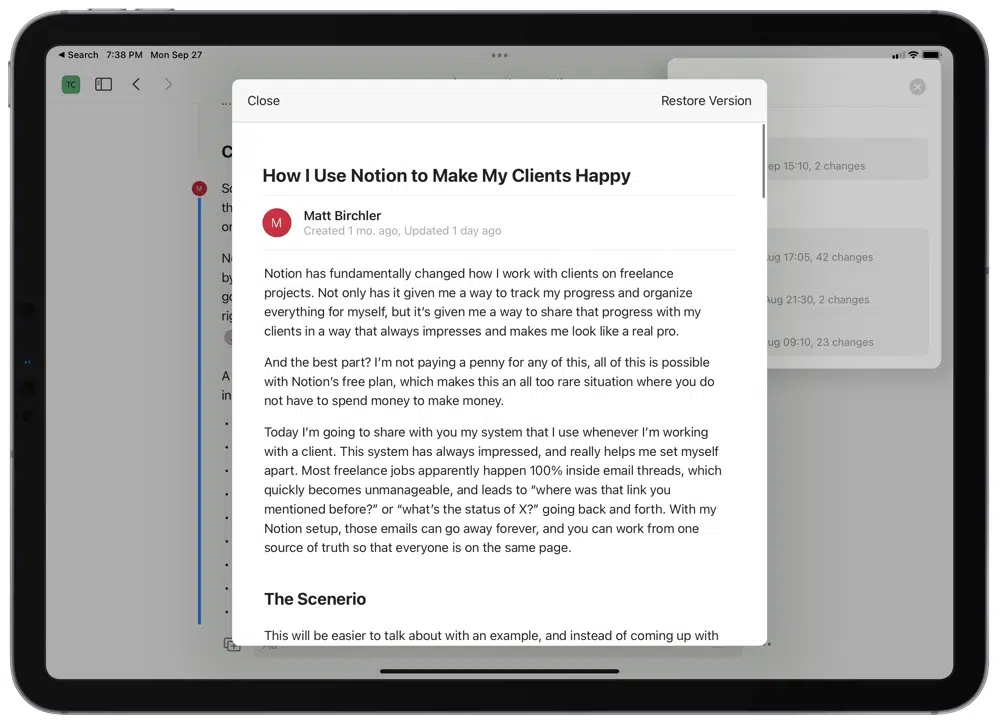 Search 7:38 PM Mon Sep 27
TC
Close
Restore Version
How I Use Notion to Make My Clients Happy
M
Matt Birchler
Created 1 mo. ago, Updated 1 day ago
Notion has fundamentally changed how I work with clients on freelance
projects. Not only has it given me a way to track my progress and organize
everything for myself, but it’s given me a way to share that progress with my
clients in a way that always impresses and makes me look like a real pro.
And the best part? I’m not paying a penny for any of this, all of this is possible
with Notion’s free plan, which makes this an all too rare situation where you do
not have to spend money to make money.
Today I’m going to share with you my system that I use whenever I’m working
with a client. This system has always impressed, and really helps me set myself
apart. Most freelance jobs apparently happen 100% inside email threads, which
quickly becomes unmanageable, and leads to “where was that link you
mentioned before?” or “what’s the status of X?” going back and forth. With my
Notion setup, those emails can go away forever, and you can work from one
source of truth so that everyone is on the same page.
The Scenerio
This will be easier to talk about with an example, and instead of coming up with
M
A
in
ep 15:10, 2 changes
ug 17:05, 42 changes
Aug 21:30, 2 changes
ug 09:10, 23 changes